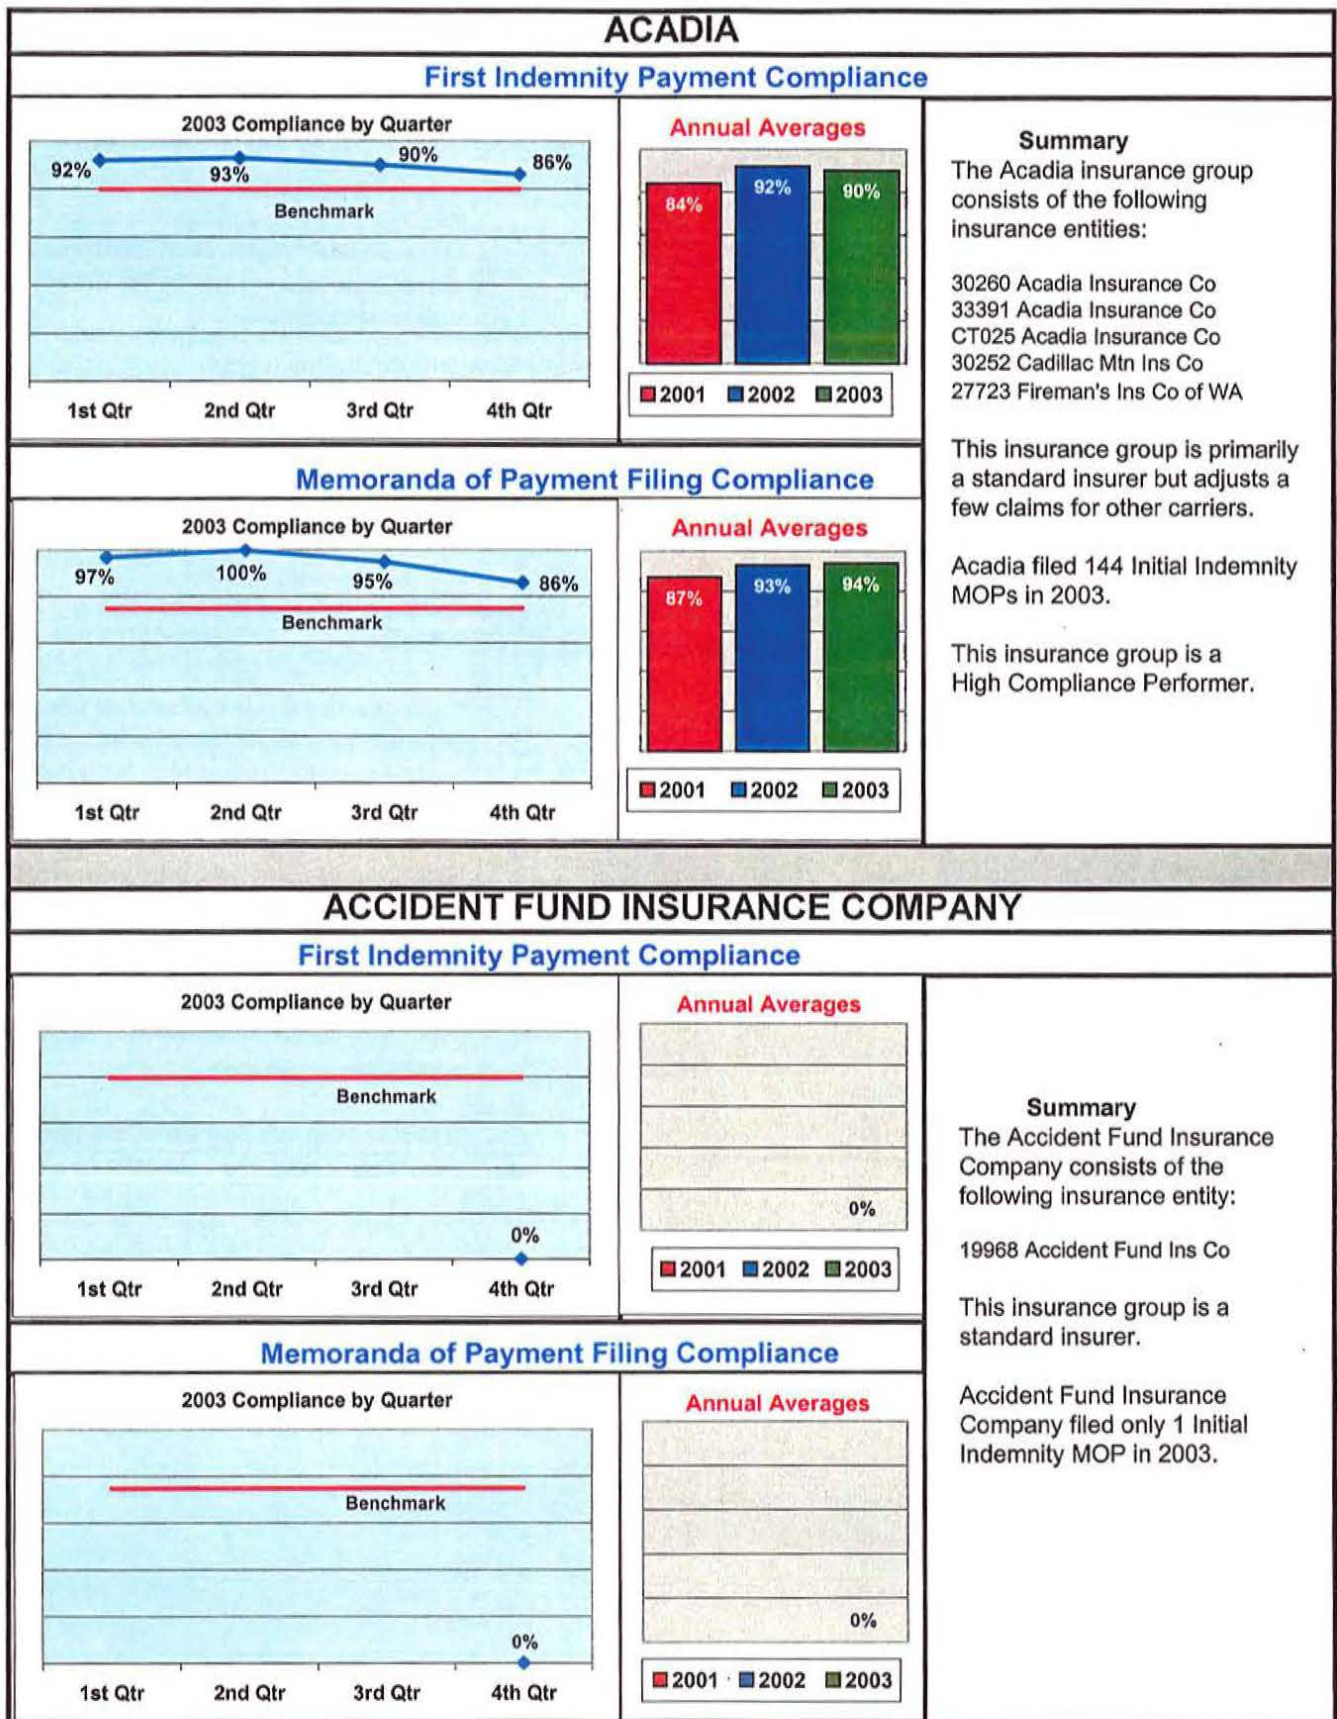 ACADIA
First Indemnity Payment Compliance
2003 Compliance by Quarter
92%
93%
90%
86%
Benchmark
1st Qtr 2nd Qtr 3rd Qtr 4th Qtr
Annual Averages
84%
92%
90%
2001 2002 2003
Memoranda of Payment Filing Compliance
2003 Compliance by Quarter
97%
100%
95%
86%
Benchmark
1st Qtr 2nd Qtr 3rd Qtr 4th Qtr
Annual Averages
87%
93%
94%
2001 2002 2003
Summary
The Acadia insurance group
consists of the following
insurance entities:
30260 Acadia Insurance Co
33391 Acadia Insurance Co
CT025 Acadia Insurance Co
30252 Cadillac Mtn Ins Co
27723 Fireman's Ins Co of WA
This insurance group is primarily
a standard insurer but adjusts a
few claims for other carriers.
Acadia filed 144 Initial Indemnity
MOPs in 2003.
This insurance group is a
High Compliance Performer.
ACCIDENT FUND INSURANCE COMPANY
First Indemnity Payment Compliance
2003 Compliance by Quarter
Benchmark
0%
1st Qtr 2nd Qtr 3rd Qtr 4th Qtr
Annual Averages
0%
2001 2002 2003
Memoranda of Payment Filing Compliance
2003 Compliance by Quarter
Benchmark
0%
1st Qtr 2nd Qtr 3rd Qtr 4th Qtr
Annual Averages
0%
2001 2002 2003
Summary
The Accident Fund Insurance
Company consists of the
following insurance entity:
19968 Accident Fund Ins Co
This insurance group is a
standard insurer.
Accident Fund Insurance
Company filed only 1 Initial
Indemnity MOP in 2003.